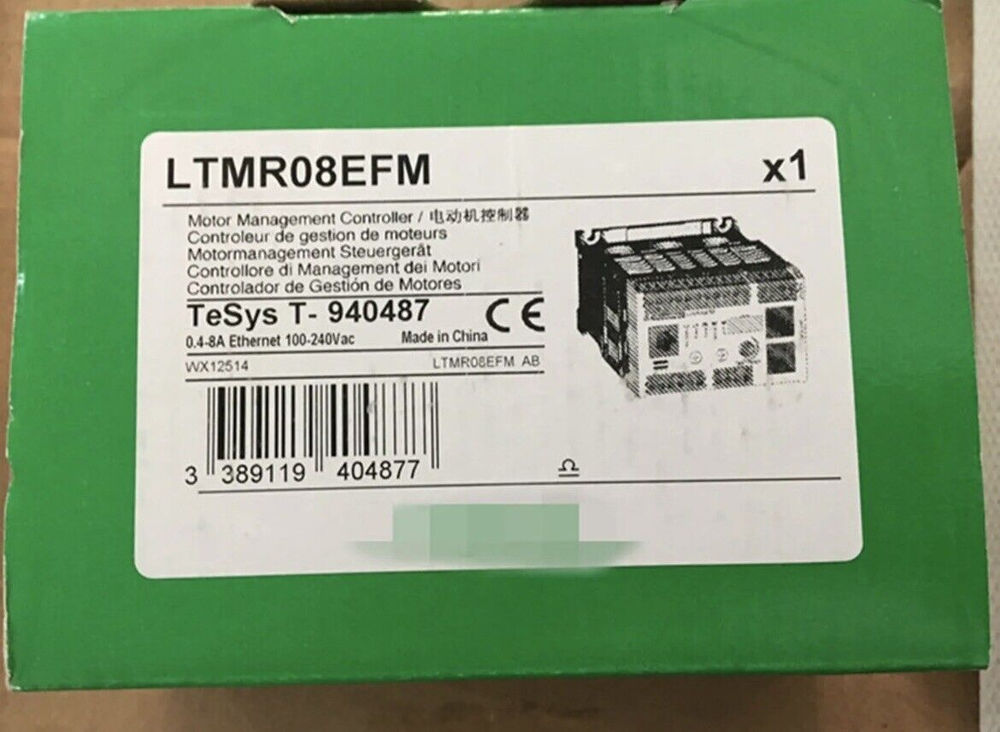 LTMR08EFM x1
Motor Management Controller / 电动机控制器
Controleur de gestion de moteurs
Motormanagement Steuergerât
Controllore di Management dei Motori
Controlador de Gestión de Motores
TeSys T- 940487 CE
0.4-8A Ethernet 100-240Vac Made in China
WX12514 LTMR08EFM AB
3 389119 404877